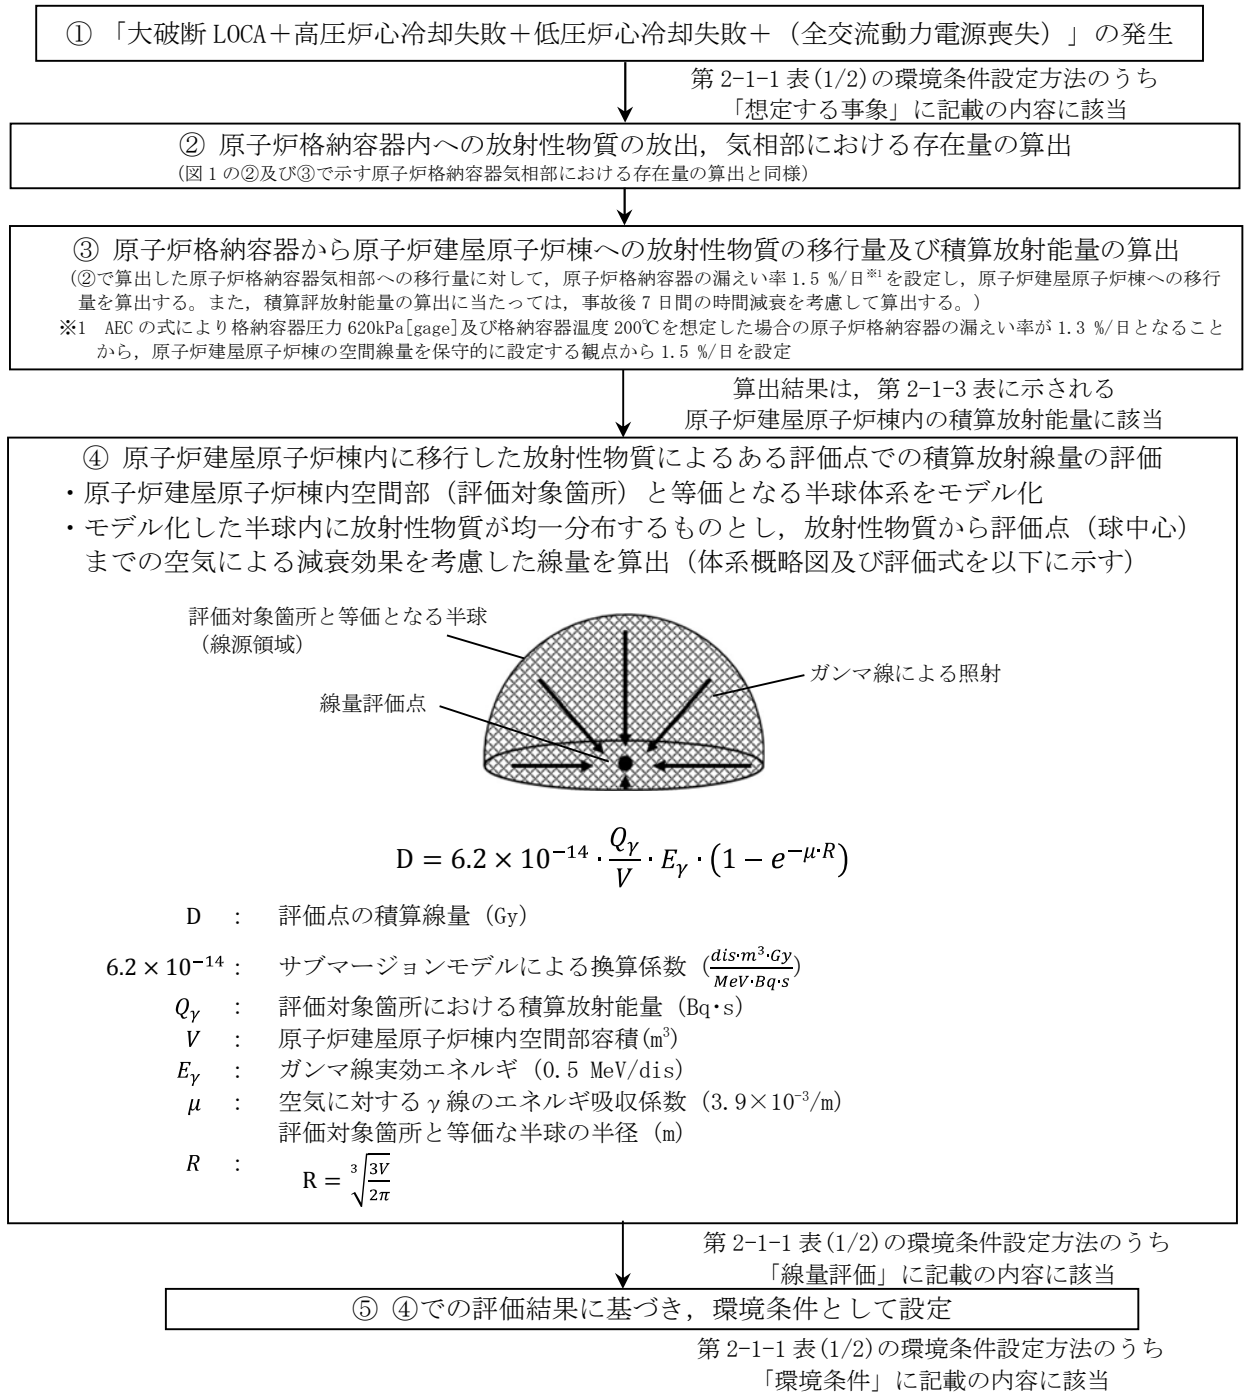 ① 「大破断 LOCA＋高圧炉心冷却失敗＋低圧炉心冷却失敗＋（全交流動力電源喪失）」の発生
第 2-1-1 表(1/2)の環境条件設定方法のうち
「想定する事象」に記載の内容に該当
② 原子炉格納容器内への放射性物質の放出，気相部における存在量の算出
(図 1 の②及び③で示す原子炉格納容器気相部における存在量の算出と同様)
③ 原子炉格納容器から原子炉建屋原子炉棟への放射性物質の移行量及び積算放射能量の算出
(②で算出した原子炉格納容器気相部への移行量に対して，原子炉格納容器の漏えい率 1.5 %/日※1 を設定し，原子炉建屋原子炉棟への移行
量を算出する。また，積算評放射能量の算出に当たっては，事故後 7 日間の時間減衰を考慮して算出する。)
※1 AEC の式により格納容器圧力 620kPa[gage]及び格納容器温度 200℃を想定した場合の原子炉格納容器の漏えい率が 1.3 %/日となること
から，原子炉建屋原子炉棟の空間線量を保守的に設定する観点から 1.5 %/日を設定
算出結果は，第 2-1-3 表に示される
原子炉建屋原子炉棟内の積算放射能量に該当
④ 原子炉建屋原子炉棟内に移行した放射性物質によるある評価点での積算放射線量の評価
・原子炉建屋原子炉棟内空間部（評価対象箇所）と等価となる半球体系をモデル化
・モデル化した半球内に放射性物質が均一分布するものとし，放射性物質から評価点（球中心）
までの空気による減衰効果を考慮した線量を算出（体系概略図及び評価式を以下に示す）
評価対象箇所と等価となる半球
（線源領域）
ガンマ線による照射
線量評価点
D = 6.2 × 10⁻¹⁴ · Qγ/V · Eγ · (1 − e^(−μ·R))
D ： 評価点の積算線量（Gy）
6.2 × 10⁻¹⁴ ： サブマージョンモデルによる換算係数（dis·m³·Gy/MeV·Bq·s）
Qγ ： 評価対象箇所における積算放射能量（Bq･s）
V ： 原子炉建屋原子炉棟内空間部容積(m³)
Eγ ： ガンマ線実効エネルギ（0.5 MeV/dis）
μ ： 空気に対するγ線のエネルギ吸収係数（3.9×10⁻³/m）
評価対象箇所と等価な半球の半径（m）
R ： R = ³√(3V/2π)
第 2-1-1 表(1/2)の環境条件設定方法のうち
「線量評価」に記載の内容に該当
⑤ ④での評価結果に基づき，環境条件として設定
第 2-1-1 表(1/2)の環境条件設定方法のうち
「環境条件」に記載の内容に該当